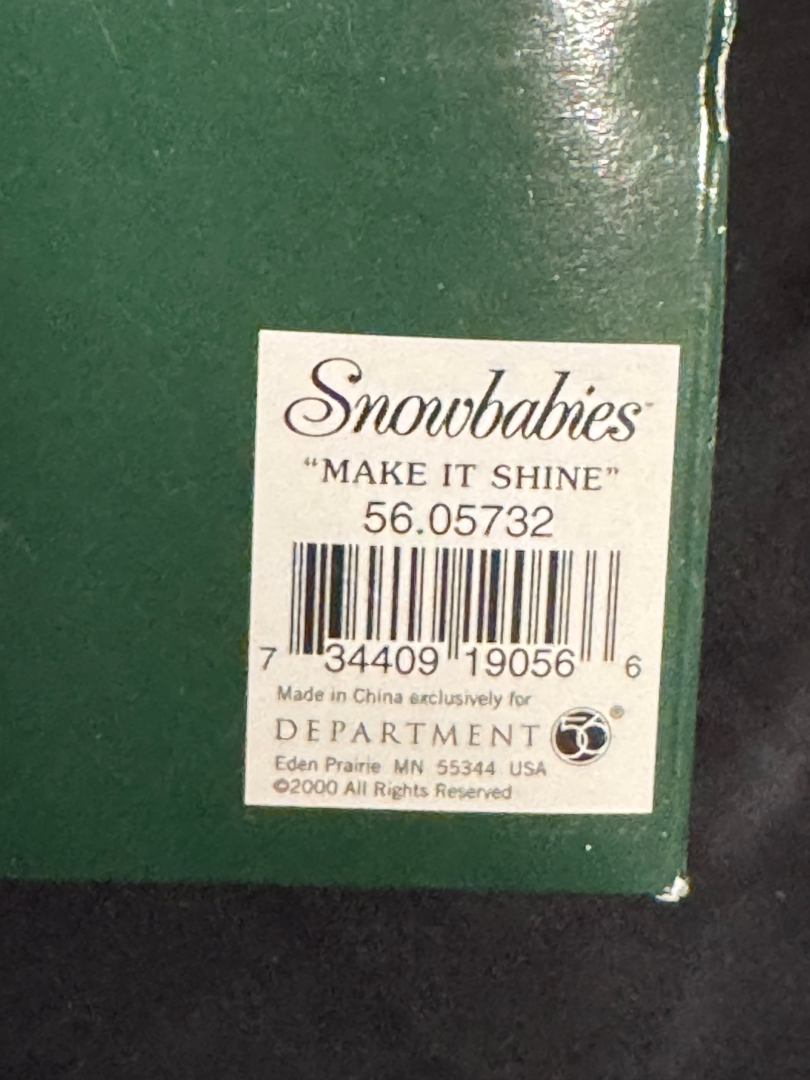 Snowbabies™
“MAKE IT SHINE”
56.05732
7 34409 19056 6
Made in China exclusively for
DEPARTMENT 56®
Eden Prairie MN 55344 USA
©2000 All Rights Reserved